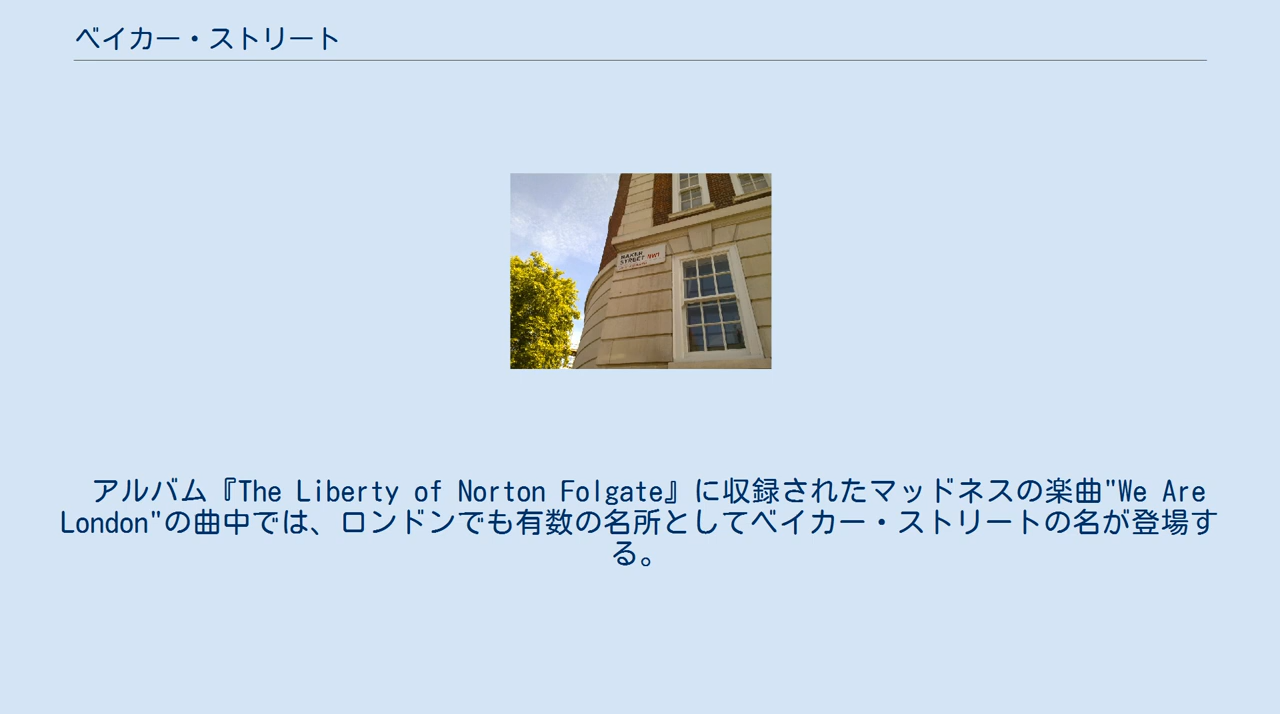 ベイカー・ストリート
BAKER
STREET NW1
アルバム『The Liberty of Norton Folgate』に収録されたマッドネスの楽曲"We Are
London"の曲中では、ロンドンでも有数の名所としてベイカー・ストリートの名が登場す
る。